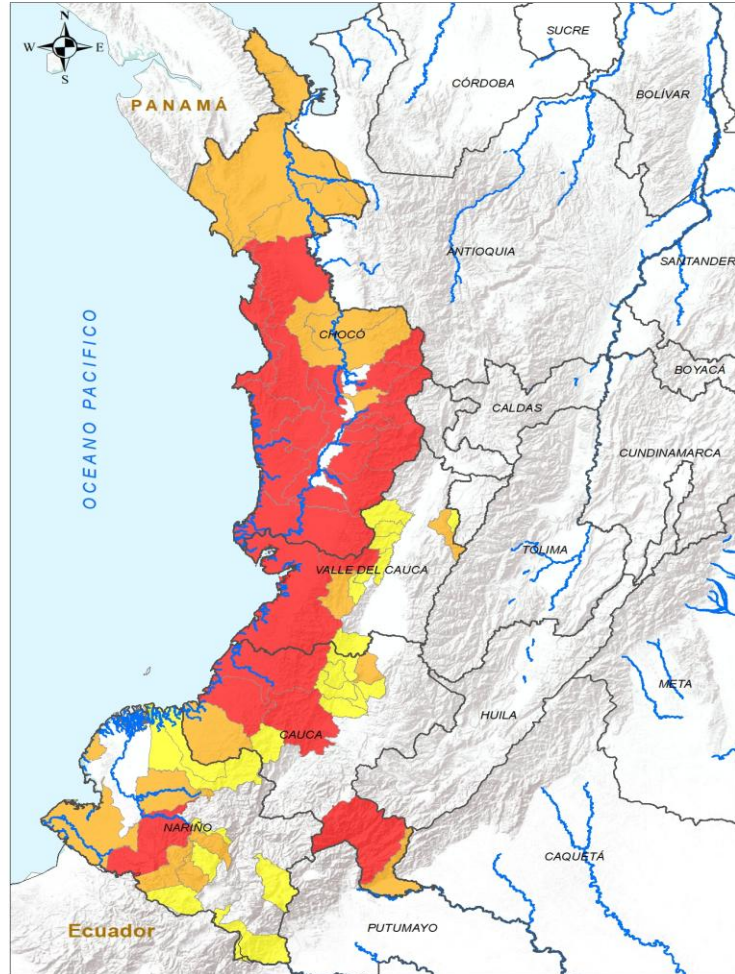 N
W E
S
SUCRE
CÓRDOBA
BOLÍVAR
PANAMÁ
ANTIOQUIA
SANTANDER
OCEANO PACIFICO
CHOCÓ
BOYACÁ
CALDAS
CUNDINAMARCA
TOLIMA
VALLE DEL CAUCA
META
HUILA
CAUCA
NARIÑO
CAQUETÁ
PUTUMAYO
Ecuador